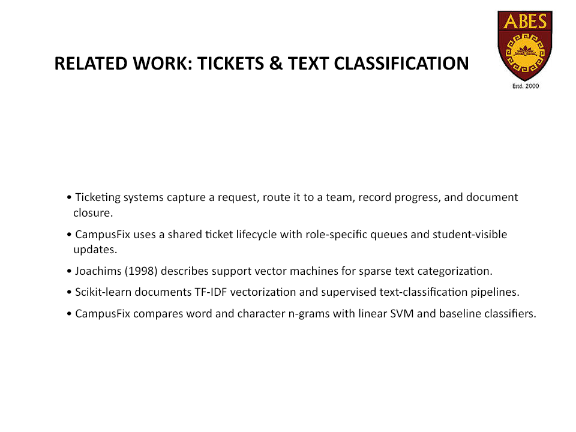 ABES
Estd. 2000
RELATED WORK: TICKETS & TEXT CLASSIFICATION
• Ticketing systems capture a request, route it to a team, record progress, and document
closure.
• CampusFix uses a shared ticket lifecycle with role-specific queues and student-visible
updates.
• Joachims (1998) describes support vector machines for sparse text categorization.
• Scikit-learn documents TF-IDF vectorization and supervised text-classification pipelines.
• CampusFix compares word and character n-grams with linear SVM and baseline classifiers.